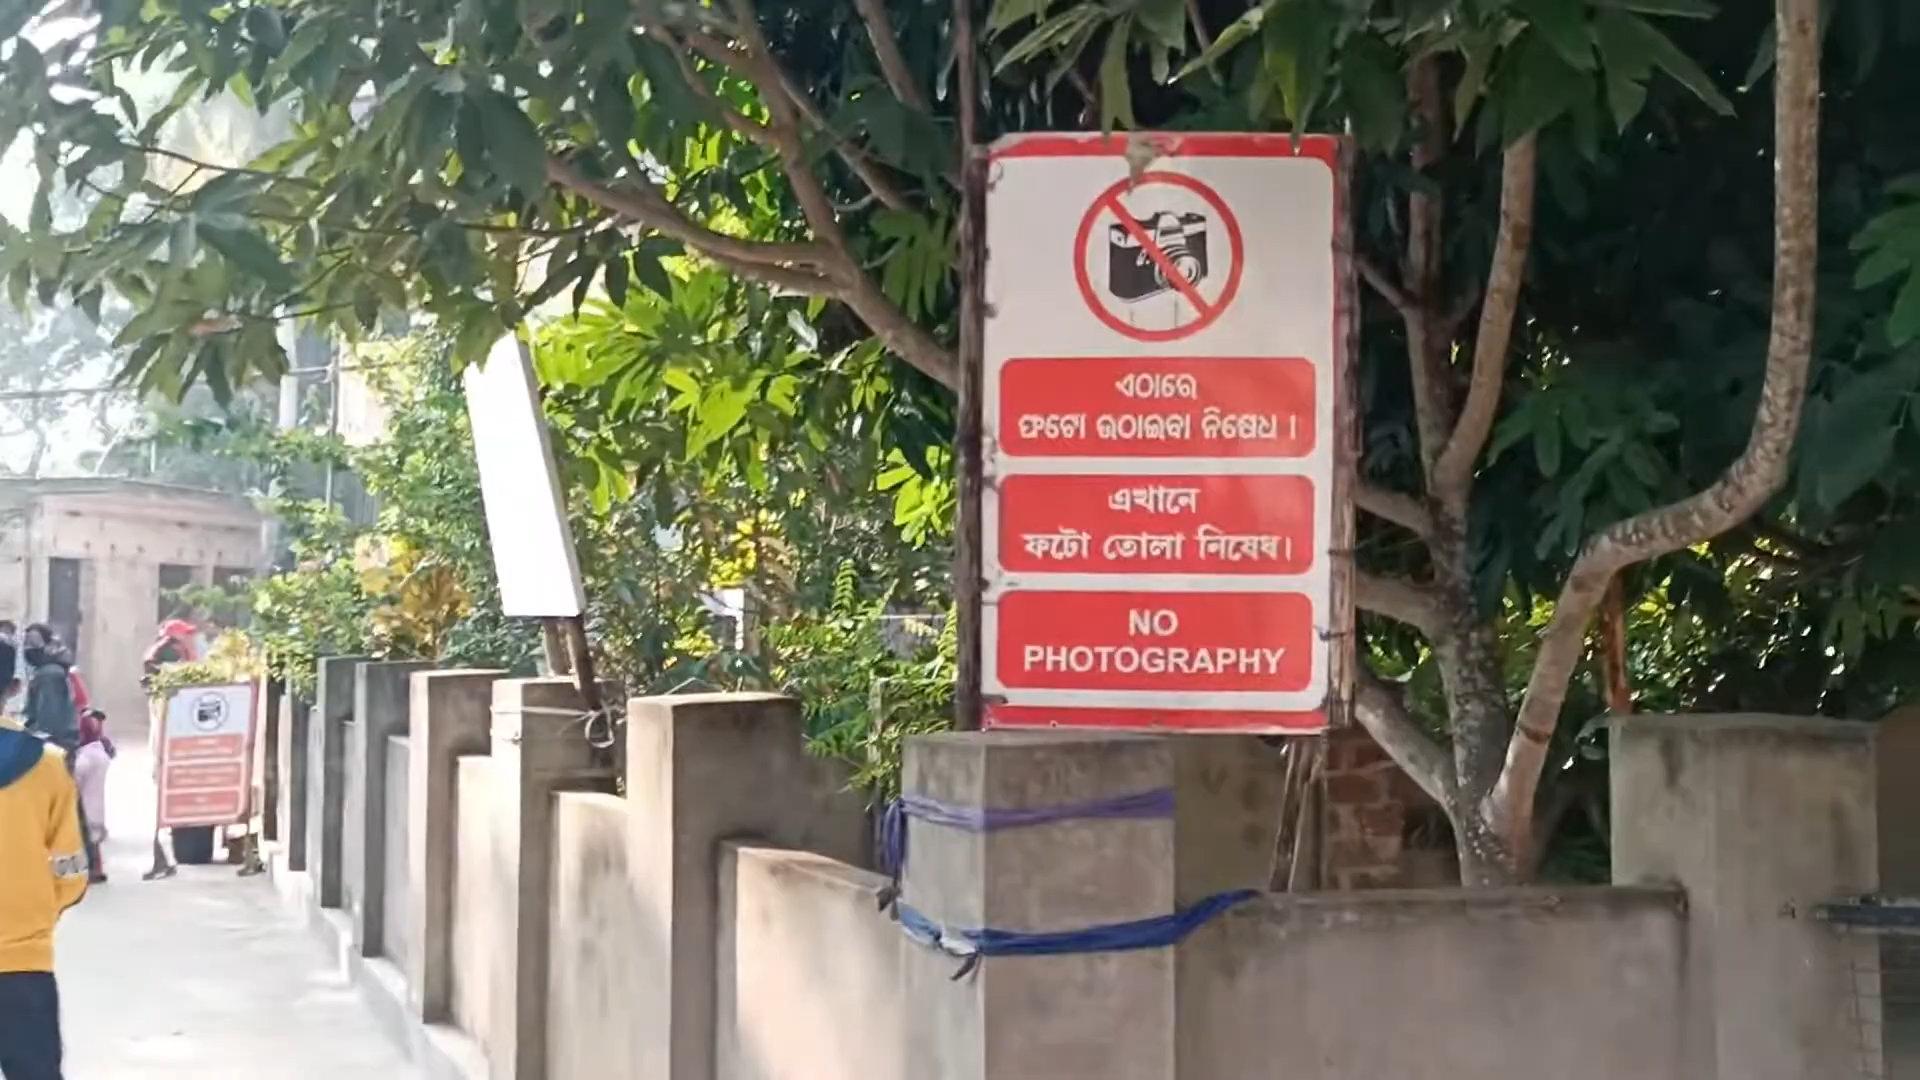 ଏଠାରେ
ଫଟୋ ଉଠାଇବା ନିଷେଧ ।
এখানে
ফটো তোলা নিষেধ।
NO
PHOTOGRAPHY